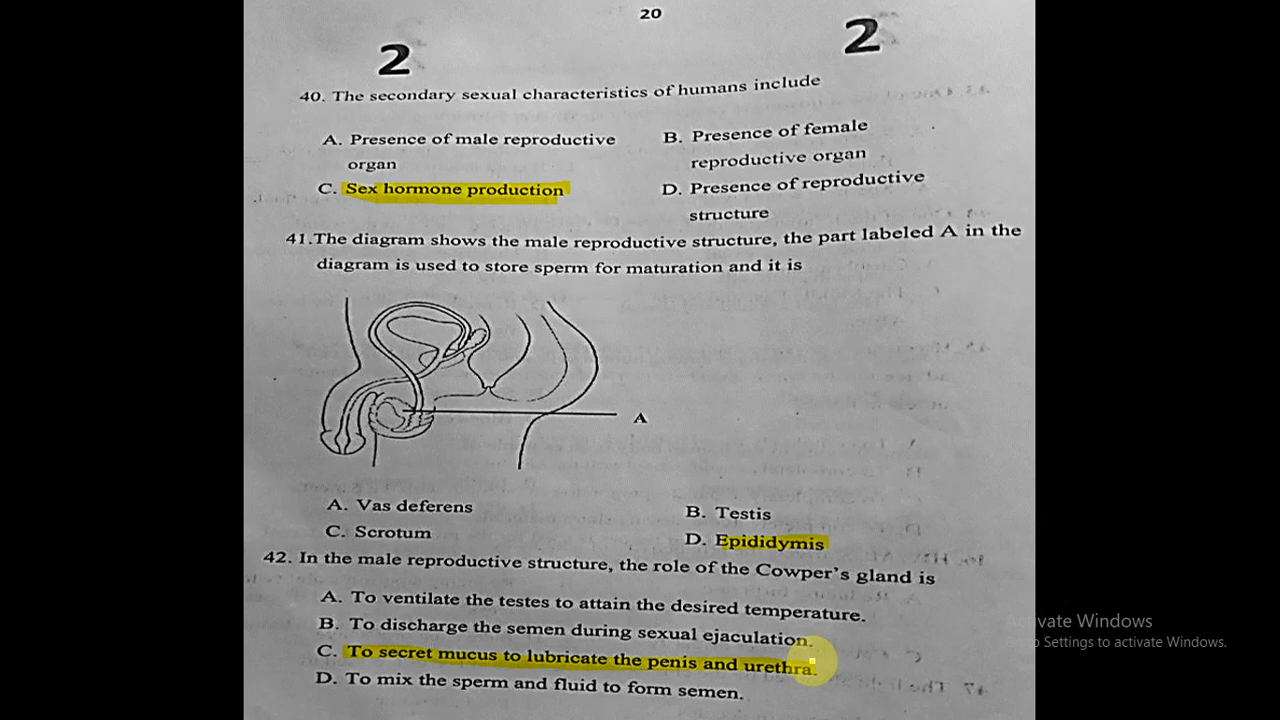 20
2
2
40. The secondary sexual characteristics of humans include
A. Presence of male reproductive
organ
B. Presence of female
reproductive organ
C. Sex hormone production
D. Presence of reproductive
structure
41.The diagram shows the male reproductive structure, the part labeled A in the
diagram is used to store sperm for maturation and it is
A
A. Vas deferens
B. Testis
C. Scrotum
D. Epididymis
42. In the male reproductive structure, the role of the Cowper's gland is
A. To ventilate the testes to attain the desired temperature.
B. To discharge the semen during sexual ejaculation.
C. To secret mucus to lubricate the penis and urethra.
D. To mix the sperm and fluid to form semen.
Activate Windows
Go to Settings to activate Windows.